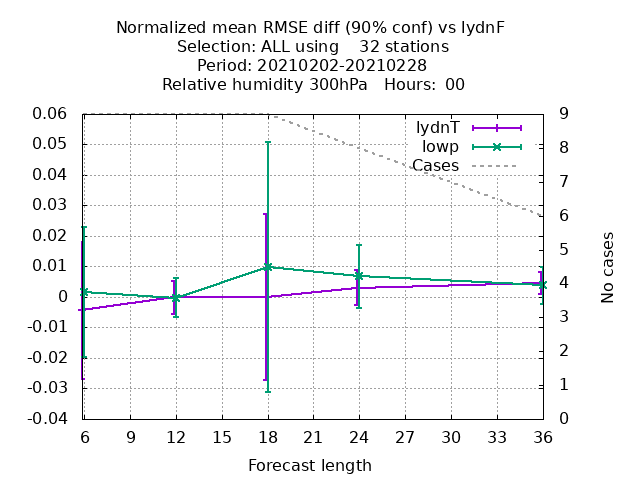 Normalized mean RMSE diff (90% conf) vs lydnF
Selection: ALL using    32 stations
Period: 20210202-20210228
Relative humidity 300hPa   Hours:  00
lydnT
lowp
Cases
0.06
0.05
0.04
0.03
0.02
0.01
0
-0.01
-0.02
-0.03
-0.04
9
8
7
6
5
4
3
2
1
0
No cases
6 9 12 15 18 21 24 27 30 33 36
Forecast length